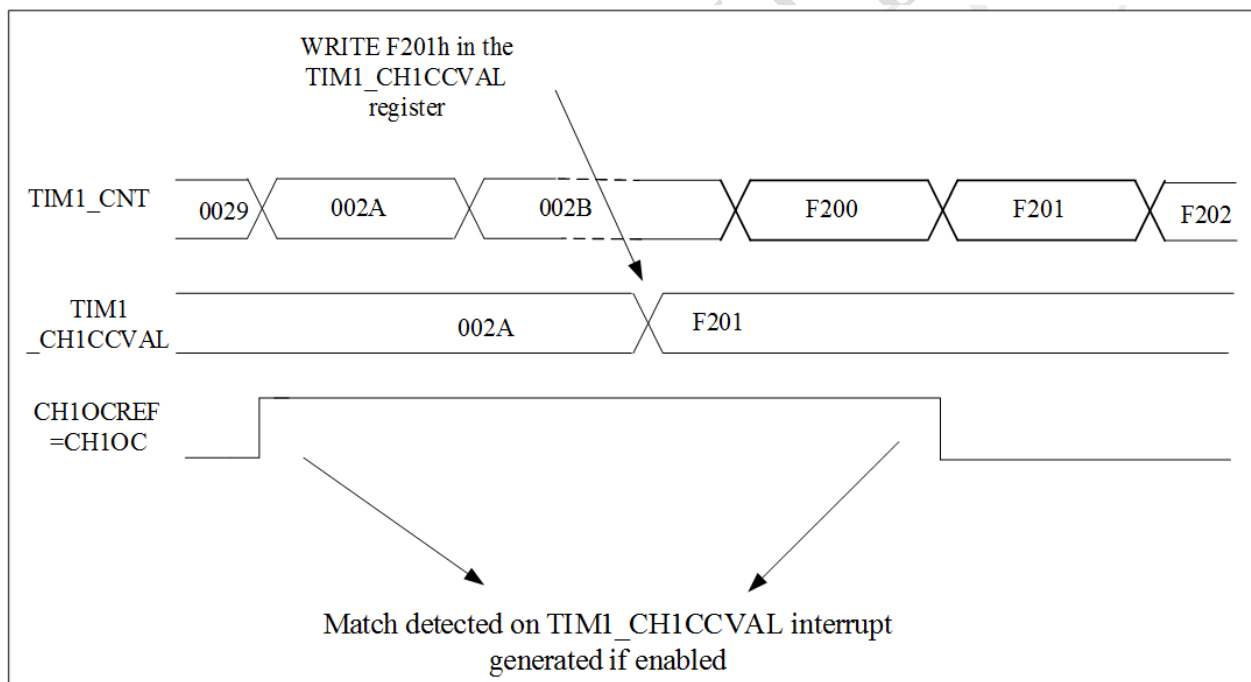 WRITE F201h in the
TIM1_CH1CCVAL
register
TIM1_CNT
0029
002A
002B
F200
F201
F202
TIM1
_CH1CCVAL
002A
F201
CH1OCREF
=CH1OC
Match detected on TIM1_CH1CCVAL interrupt
generated if enabled